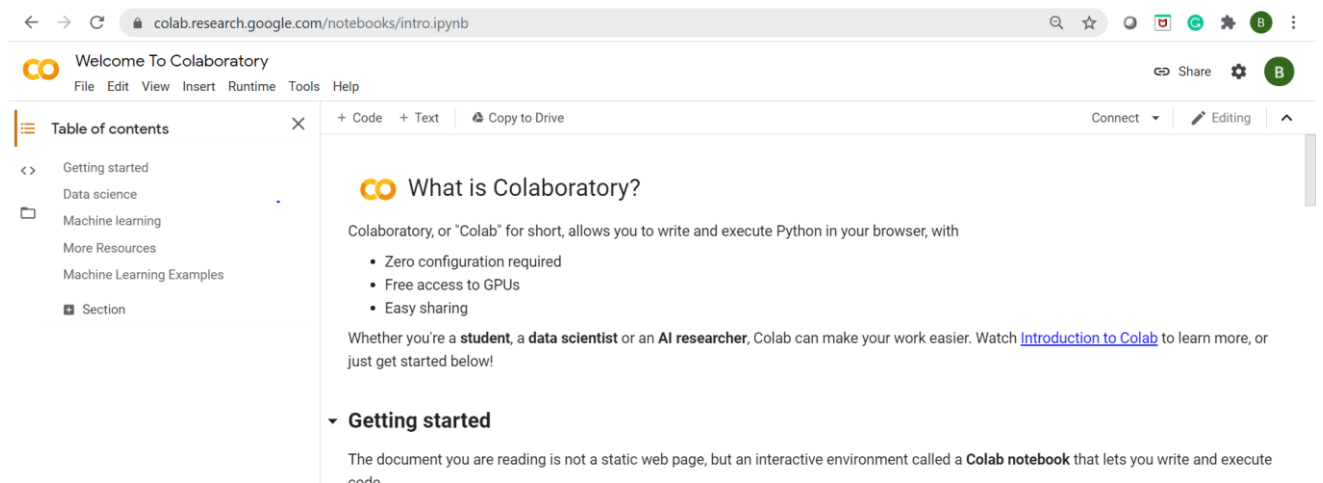 colab.research.google.com/notebooks/intro.ipynb
B
CO Welcome To Colaboratory
File Edit View Insert Runtime Tools Help
Share
B
Table of contents
+ Code + Text Copy to Drive
Connect Editing
Getting started
Data science
Machine learning
More Resources
Machine Learning Examples
Section
CO What is Colaboratory?
Colaboratory, or "Colab" for short, allows you to write and execute Python in your browser, with
• Zero configuration required
• Free access to GPUs
• Easy sharing
Whether you're a student, a data scientist or an AI researcher, Colab can make your work easier. Watch Introduction to Colab to learn more, or
just get started below!
Getting started
The document you are reading is not a static web page, but an interactive environment called a Colab notebook that lets you write and execute
code